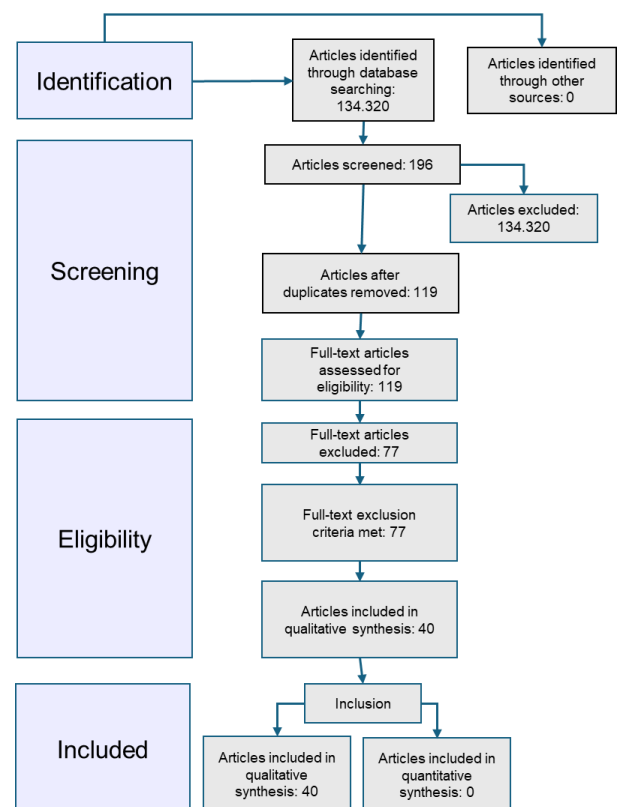 Identification
Articles identified
through database
searching:
134.320
Articles identified
through other
sources: 0
Screening
Articles screened: 196
Articles excluded:
134.320
Articles after
duplicates removed: 119
Full-text articles
assessed for
eligibility: 119
Eligibility
Full-text articles
excluded: 77
Full-text exclusion
criteria met: 77
Articles included in
qualitative synthesis: 40
Included
Inclusion
Articles included in
qualitative synthesis:
40
Articles included in
quantitative
synthesis: 0